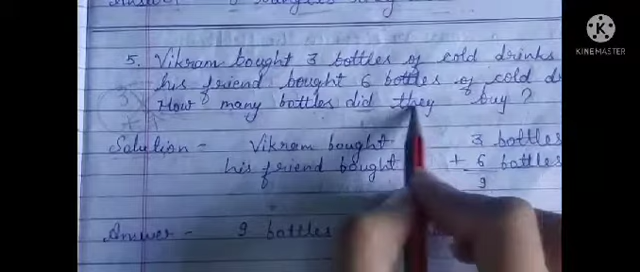 KINEMASTER
5. Vikram bought 3 bottles of cold drinks
his friend bought 6 bottles of cold d
How many bottles did they buy ?
Solution - Vikram bought 3 bottles
his friend bought + 6 bottles
9
Answer - 9 bottles